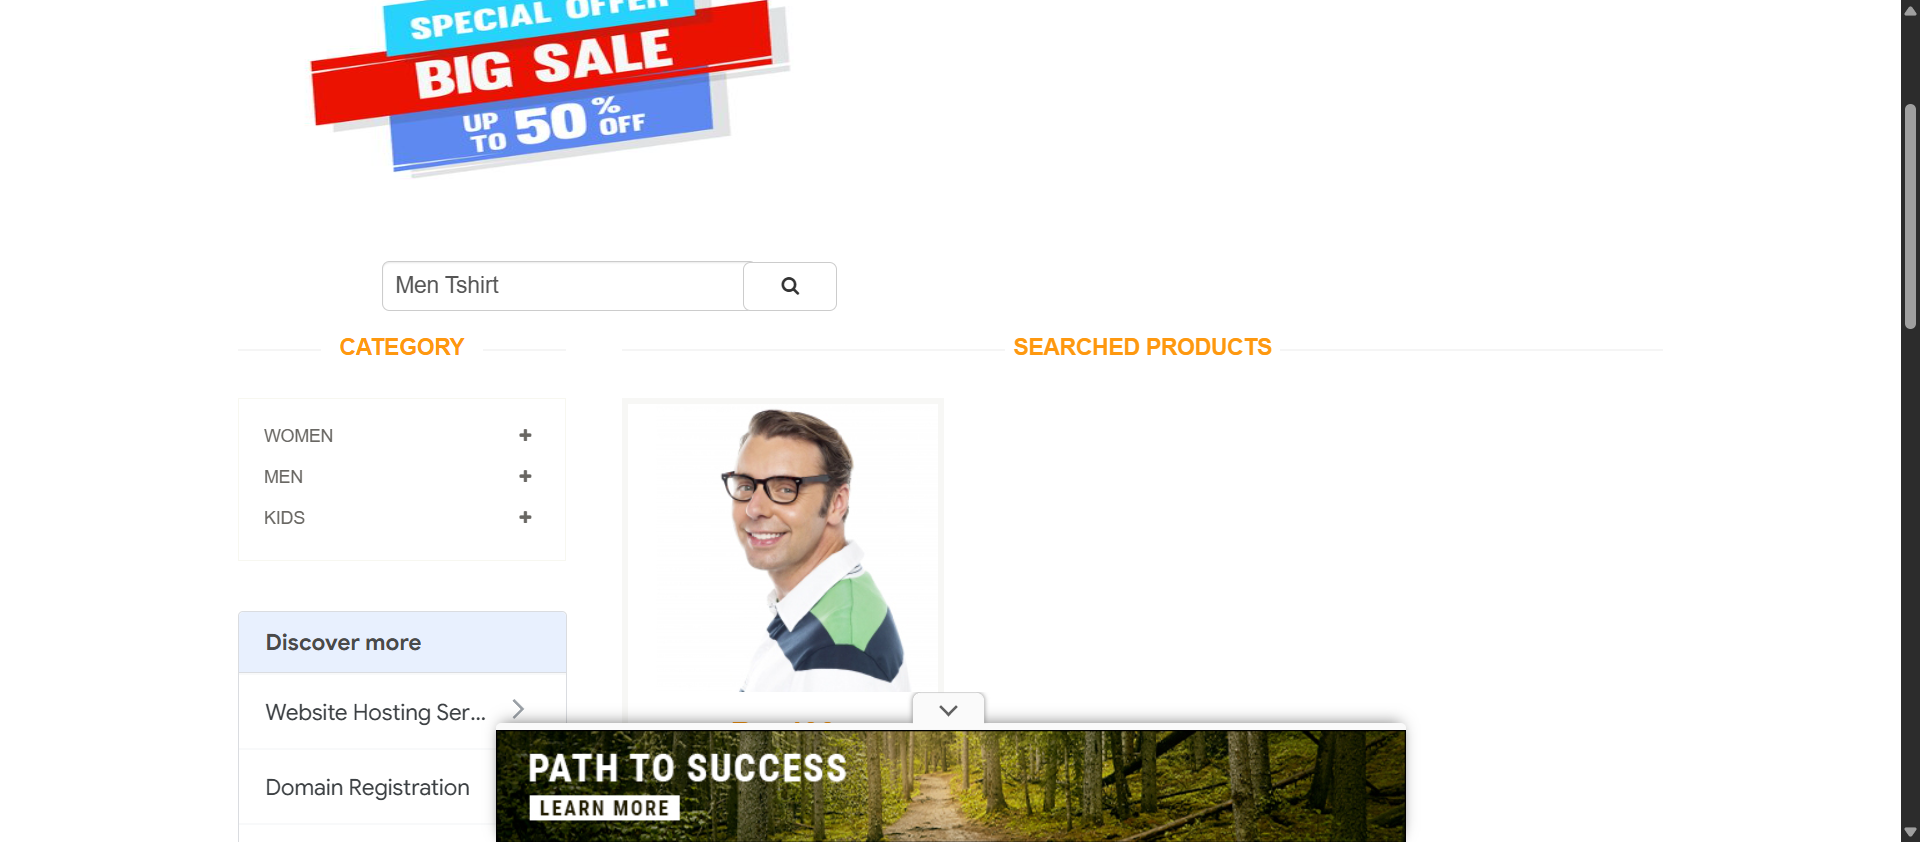 SPECIAL OFFER
BIG SALE
UP TO 50% OFF
Men Tshirt
CATEGORY
SEARCHED PRODUCTS
WOMEN
MEN
KIDS
Discover more
Website Hosting Ser...
Domain Registration
PATH TO SUCCESS
LEARN MORE